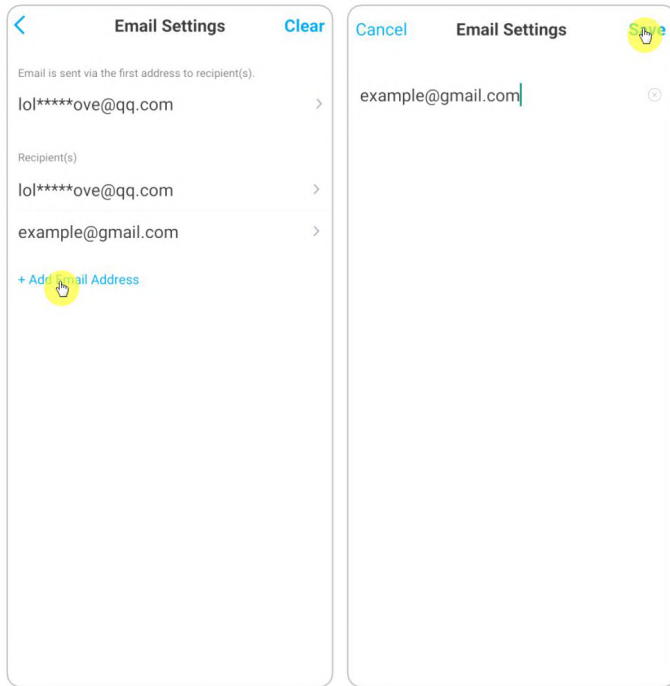 Email Settings
Clear
Email is sent via the first address to recipient(s).
lol*****ove@qq.com
Recipient(s)
lol*****ove@qq.com
example@gmail.com
+ Add Email Address
Cancel
Email Settings
Save
example@gmail.com